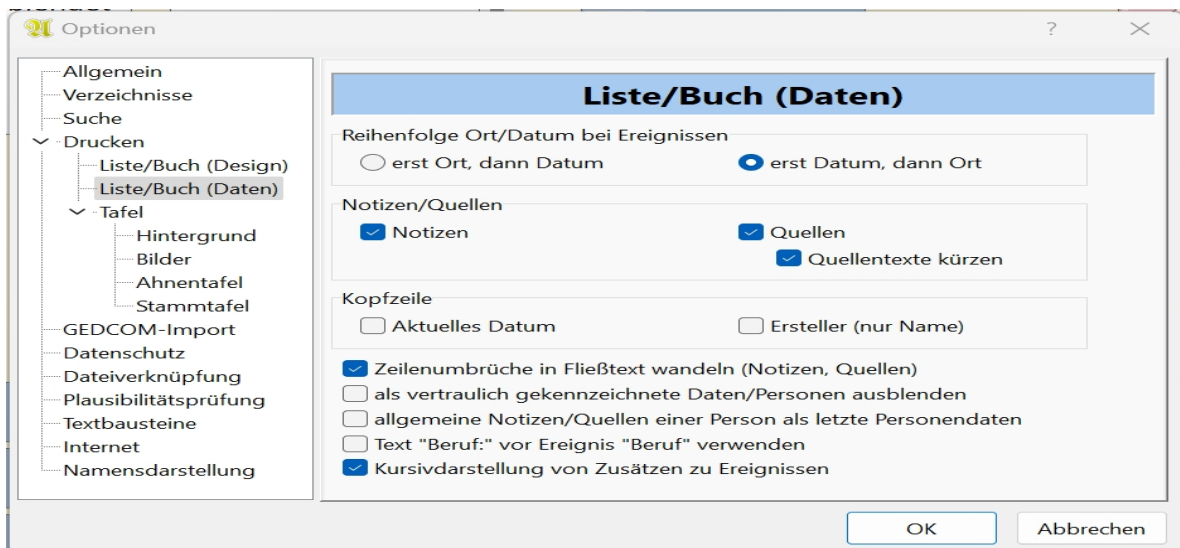 Optionen
?
Allgemein
Verzeichnisse
Suche
Drucken
Liste/Buch (Design)
Liste/Buch (Daten)
Tafel
Hintergrund
Bilder
Ahnentafel
Stammtafel
GEDCOM-Import
Datenschutz
Dateiverknüpfung
Plausibilitätsprüfung
Textbausteine
Internet
Namensdarstellung
Liste/Buch (Daten)
Reihenfolge Ort/Datum bei Ereignissen
erst Ort, dann Datum erst Datum, dann Ort
Notizen/Quellen
Notizen Quellen
Quellentexte kürzen
Kopfzeile
Aktuelles Datum Ersteller (nur Name)
Zeilenumbrüche in Fließtext wandeln (Notizen, Quellen)
als vertraulich gekennzeichnete Daten/Personen ausblenden
allgemeine Notizen/Quellen einer Person als letzte Personendaten
Text "Beruf:" vor Ereignis "Beruf" verwenden
Kursivdarstellung von Zusätzen zu Ereignissen
OK Abbrechen